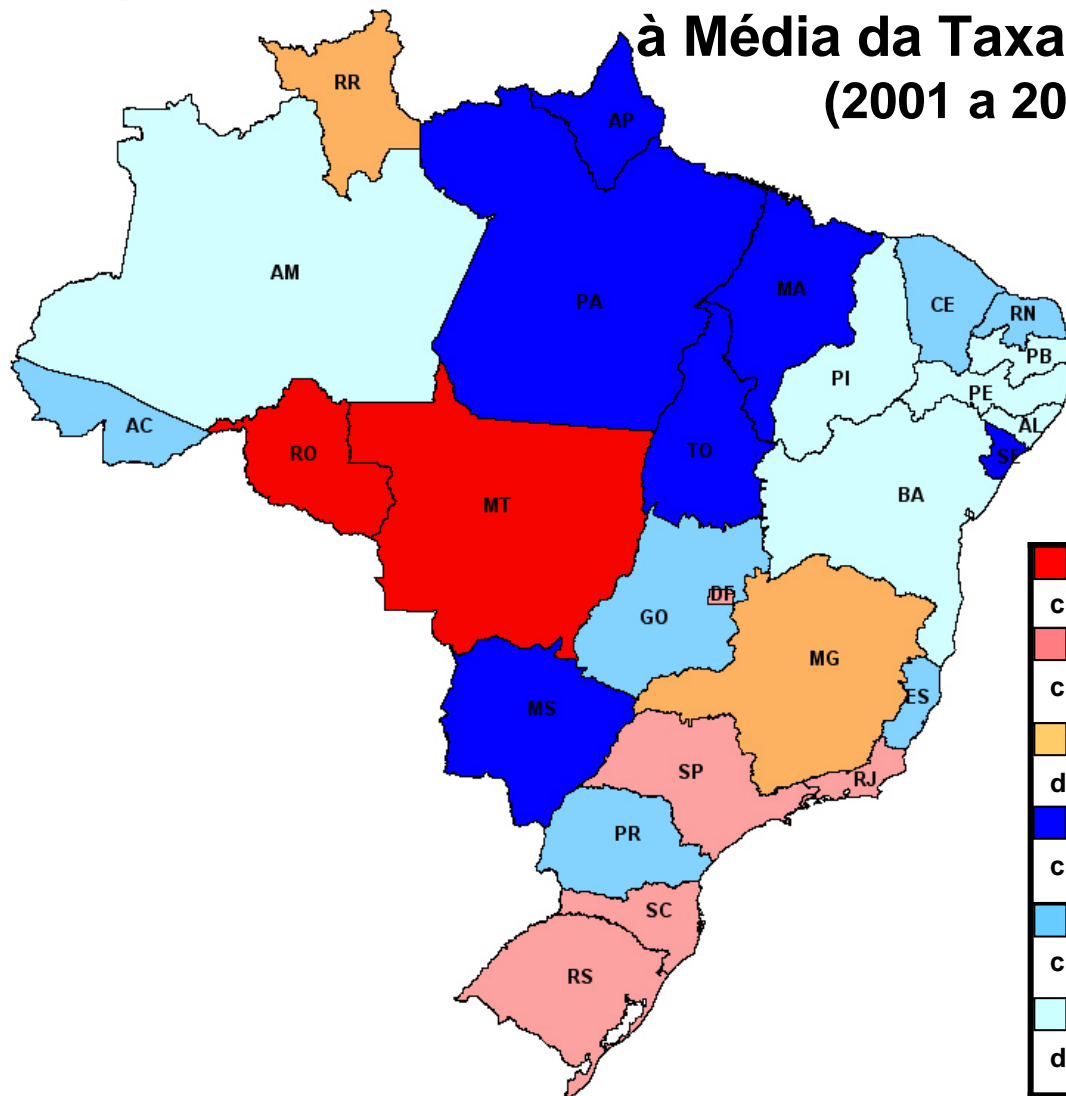 à Média da Taxa
(2001 a 20
RR
AP
AM
PA
MA
CE
RN
PB
PI
PE
AL
AC
SE
RO
TO
MT
BA
DF
GO
MG
ES
MS
SP
RJ
PR
SC
RS
c
c
d
c
c
d